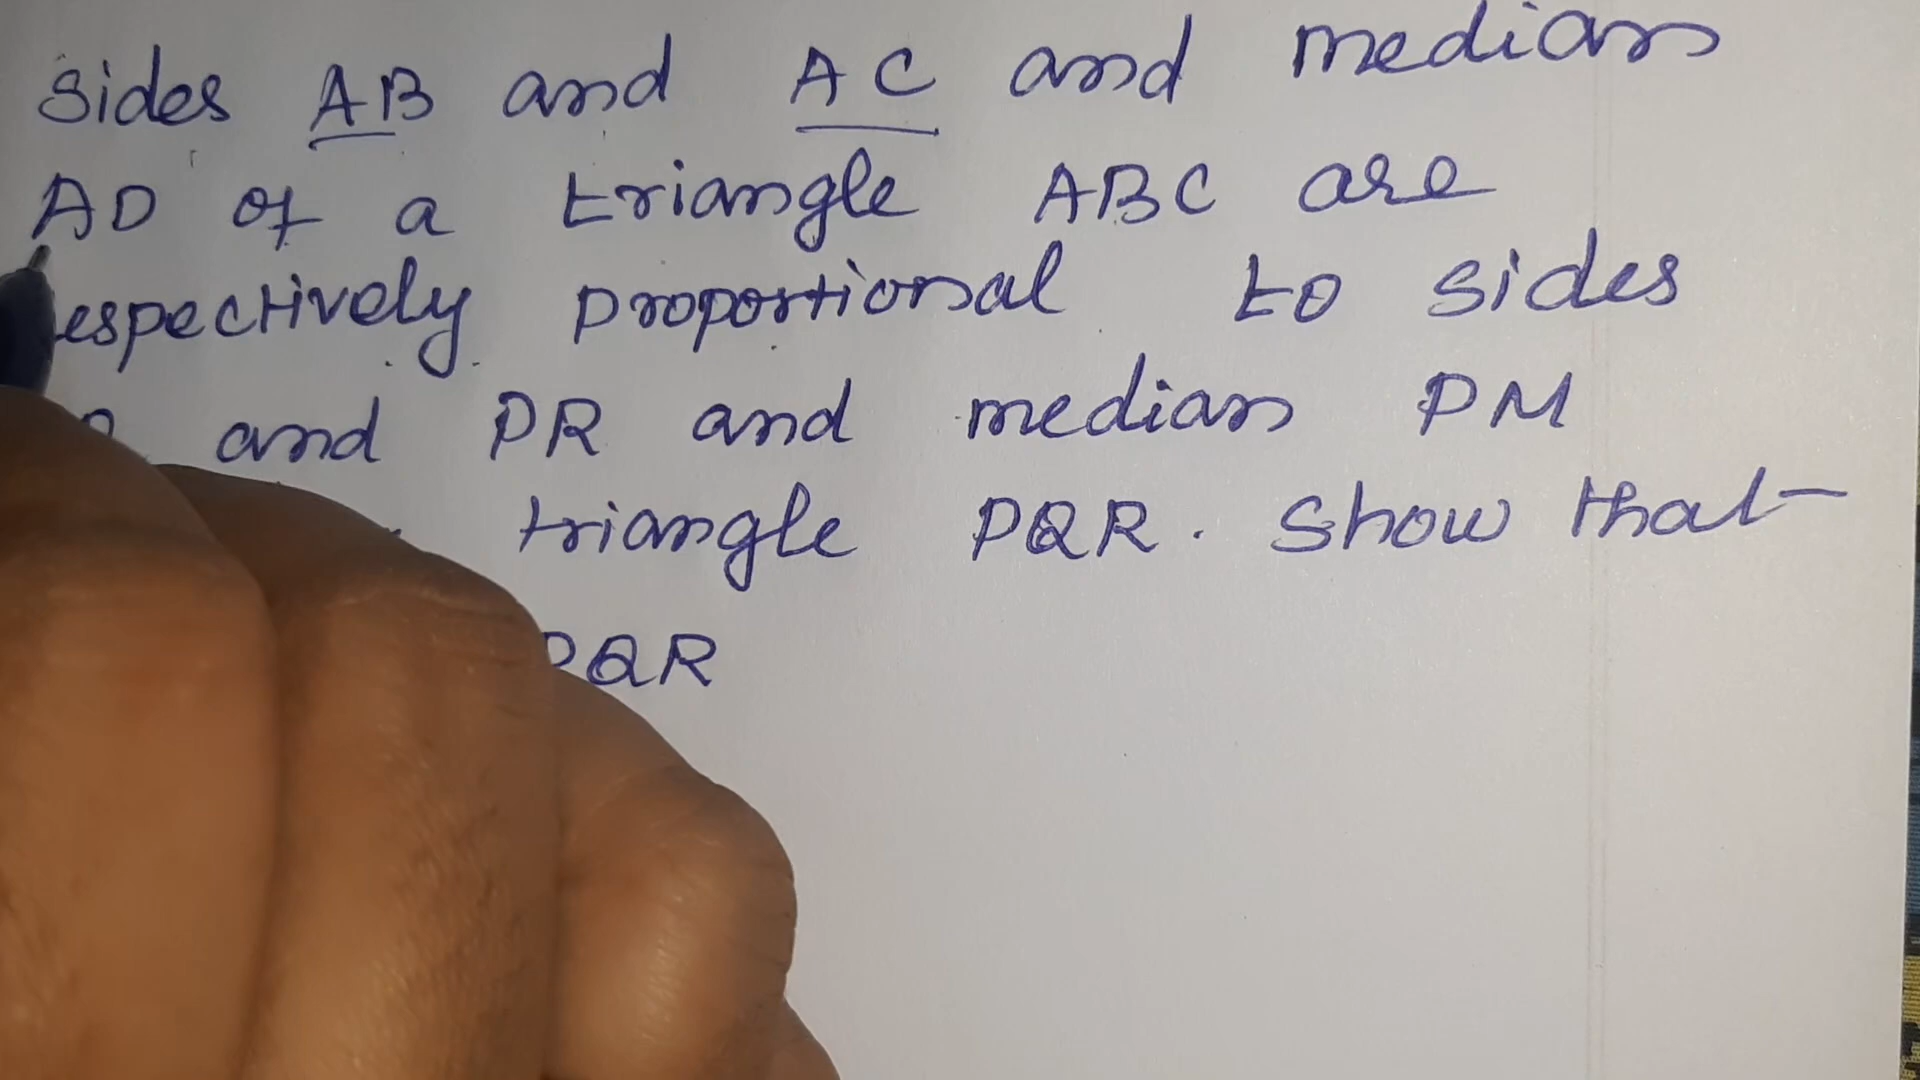 sides AB and AC and median
AD of a triangle ABC are
espectively proportional to sides
and PR and median PM
triangle PQR. Show that
PQR